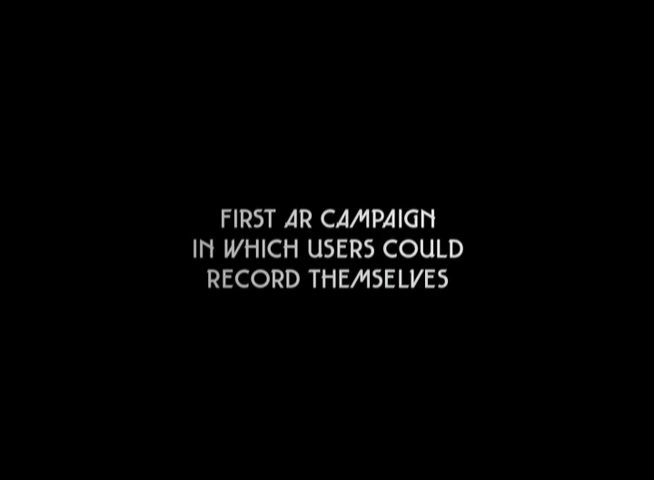 FIRST AR CAMPAIGN
IN WHICH USERS COULD
RECORD THEMSELVES